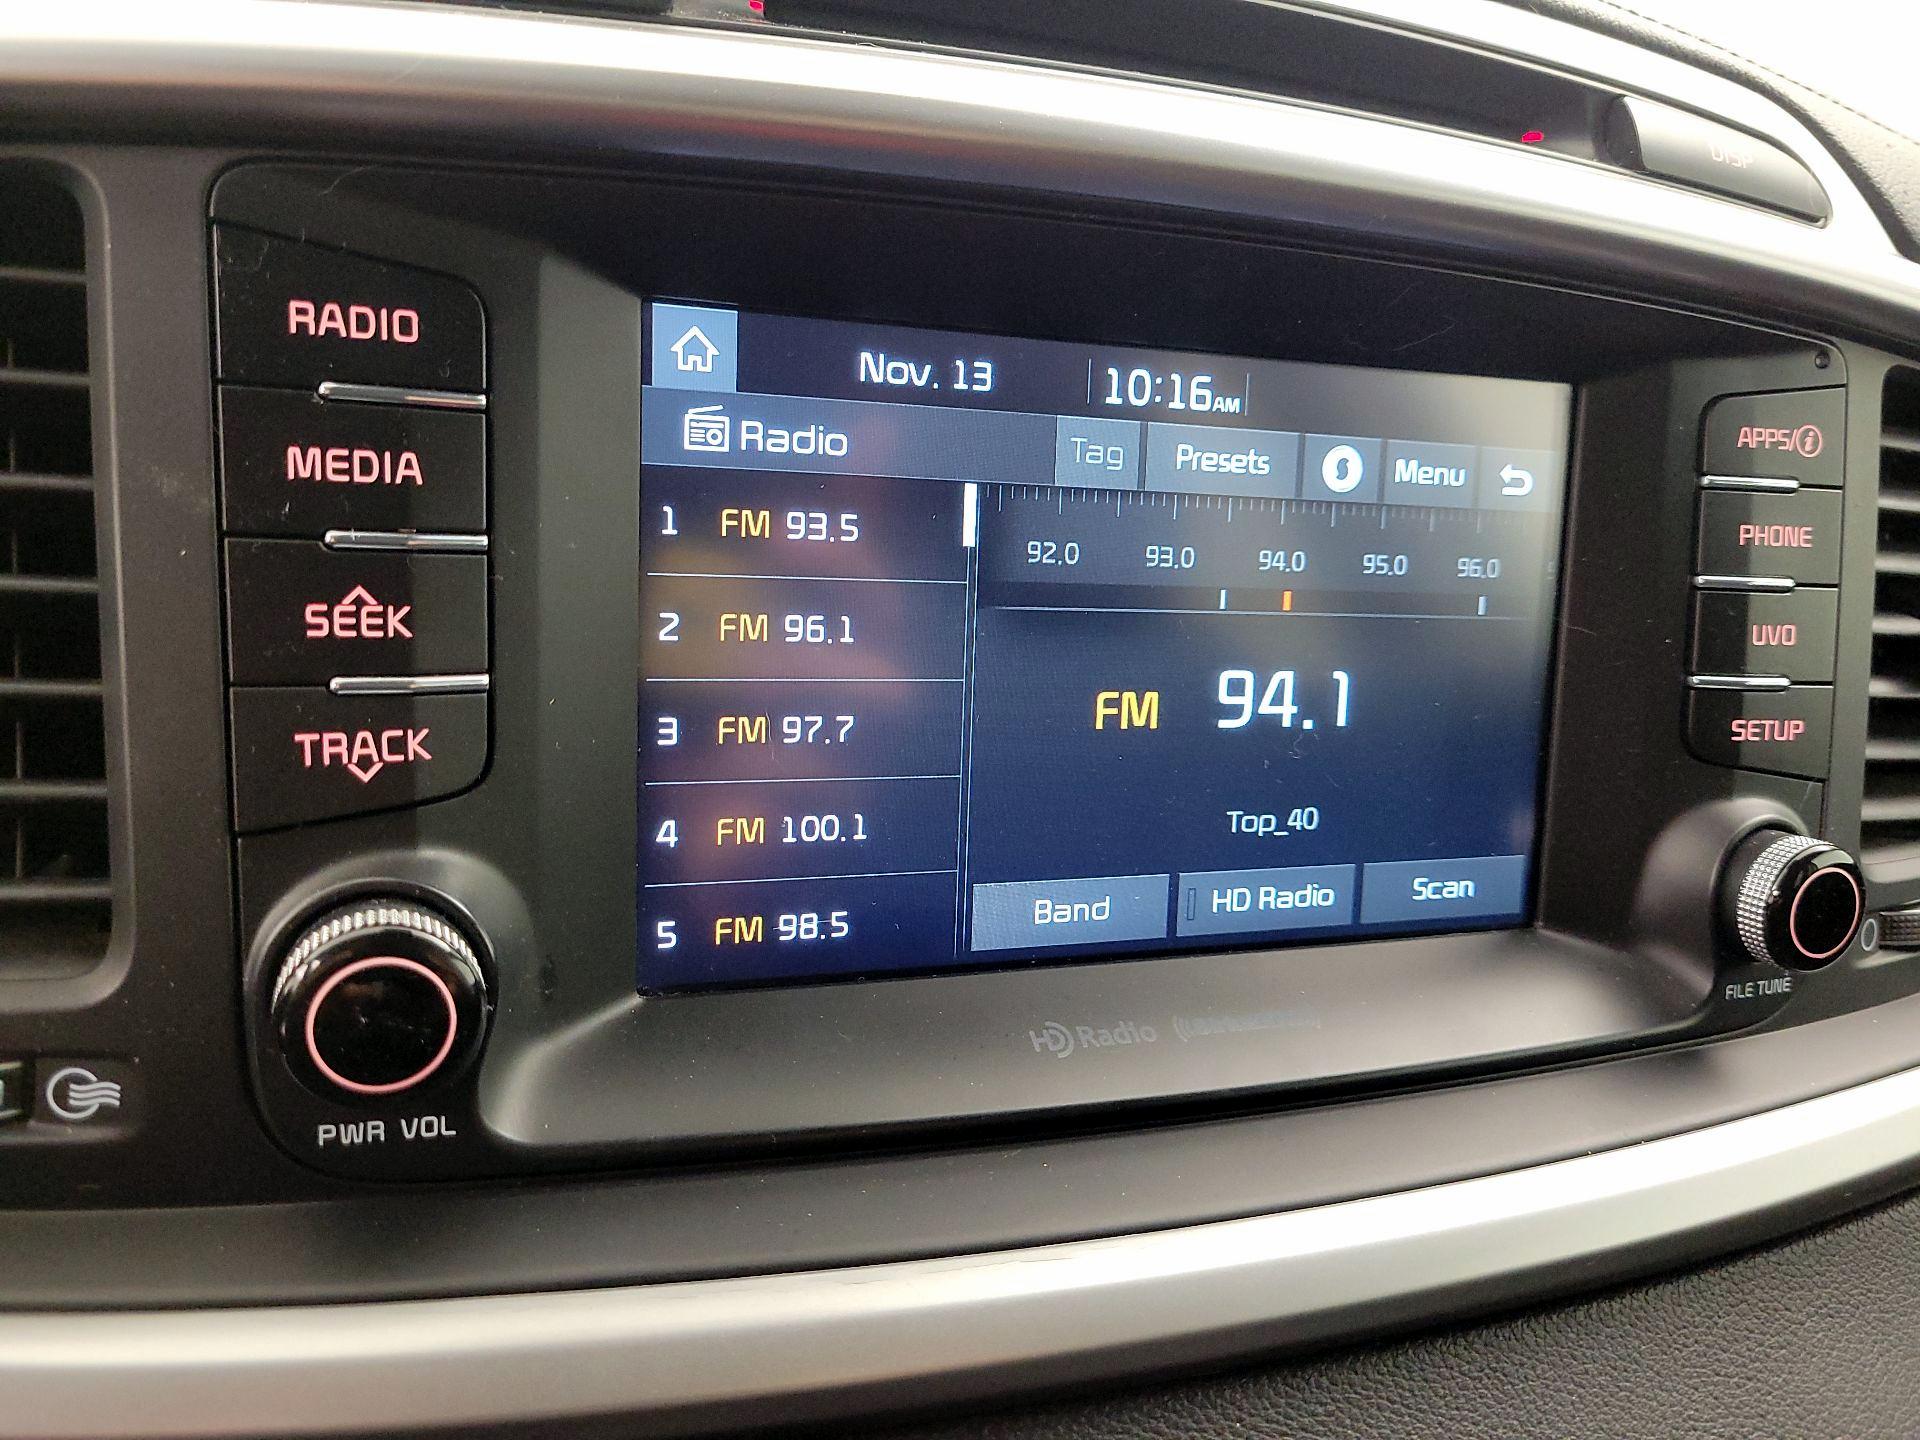 DISP
RADIO
MEDIA
SEEK
TRACK
PWR VOL
Nov. 13 10:16 AM
Radio Tag Presets Menu
1 FM 93.5
2 FM 96.1
3 FM 97.7
4 FM 100.1
5 FM 98.5
92.0 93.0 94.0 95.0 96.0
FM 94.1
Top_40
Band HD Radio Scan
HD Radio
APPS/i
PHONE
UVO
SETUP
FILE TUNE